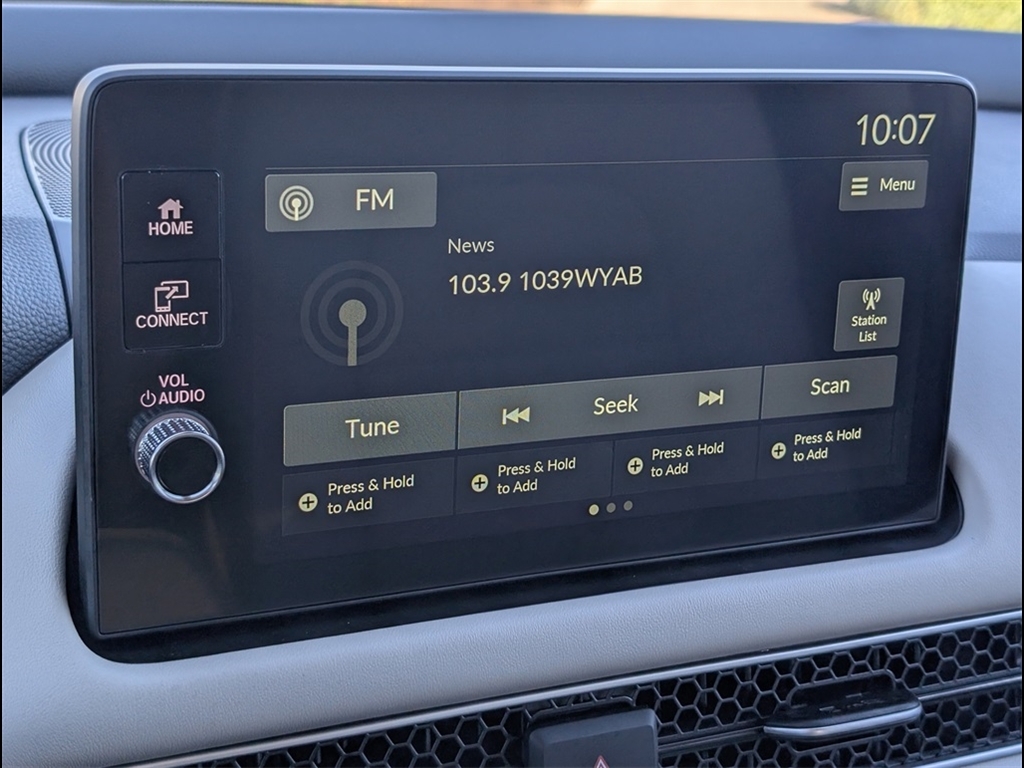 10:07
HOME
FM
Menu
News
103.9 1039WYAB
CONNECT
Station
List
VOL
AUDIO
Tune
Seek
Scan
Press & Hold
to Add
Press & Hold
to Add
Press & Hold
to Add
Press & Hold
to Add